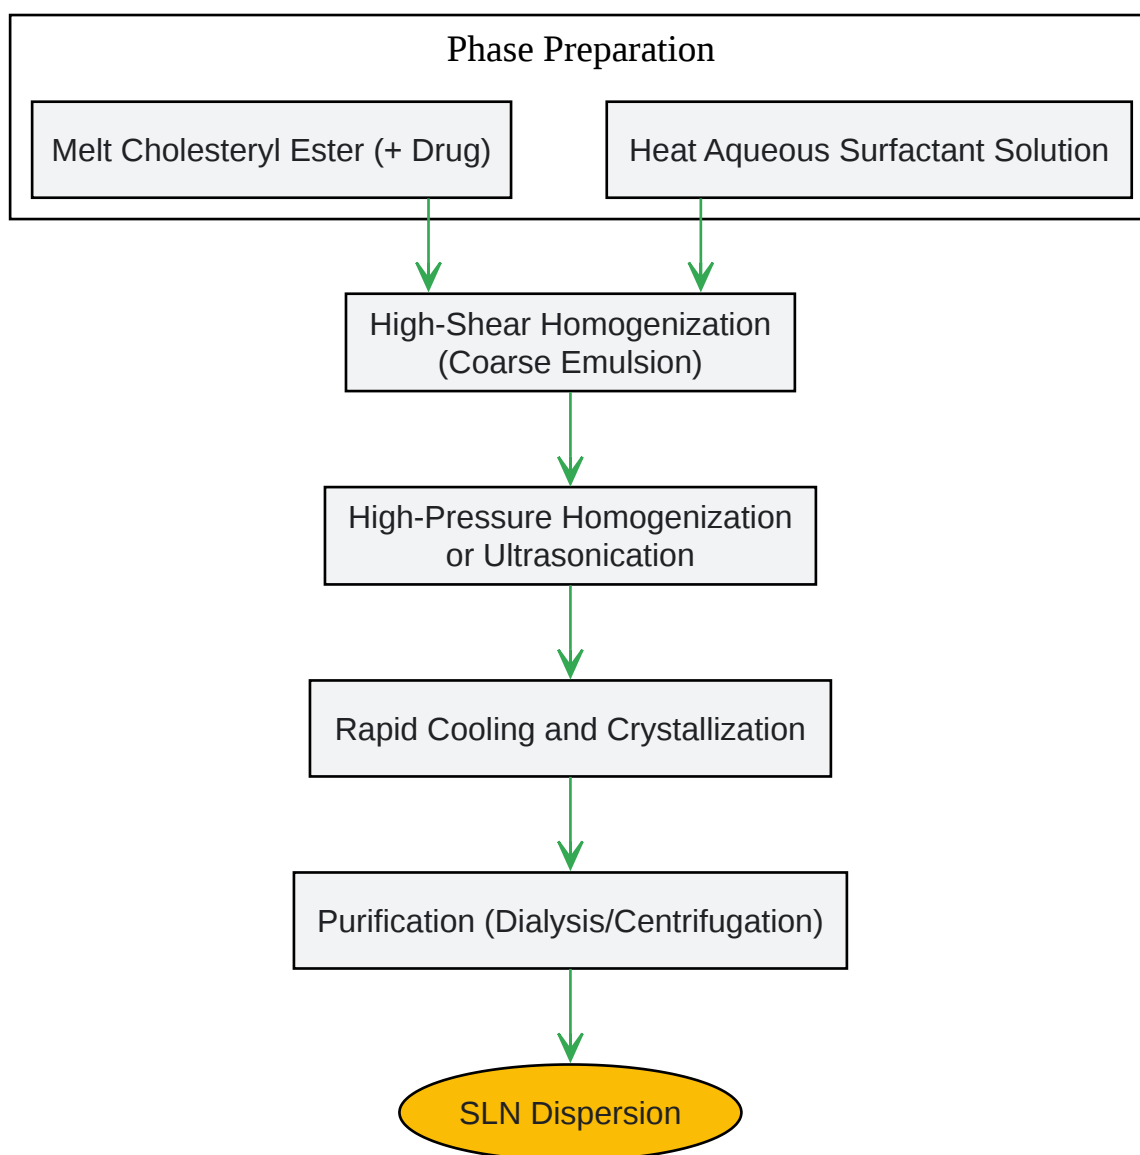 Phase Preparation
Melt Cholesteryl Ester (+ Drug)
Heat Aqueous Surfactant Solution
High-Shear Homogenization
(Coarse Emulsion)
High-Pressure Homogenization
or Ultrasonication
Rapid Cooling and Crystallization
Purification (Dialysis/Centrifugation)
SLN Dispersion